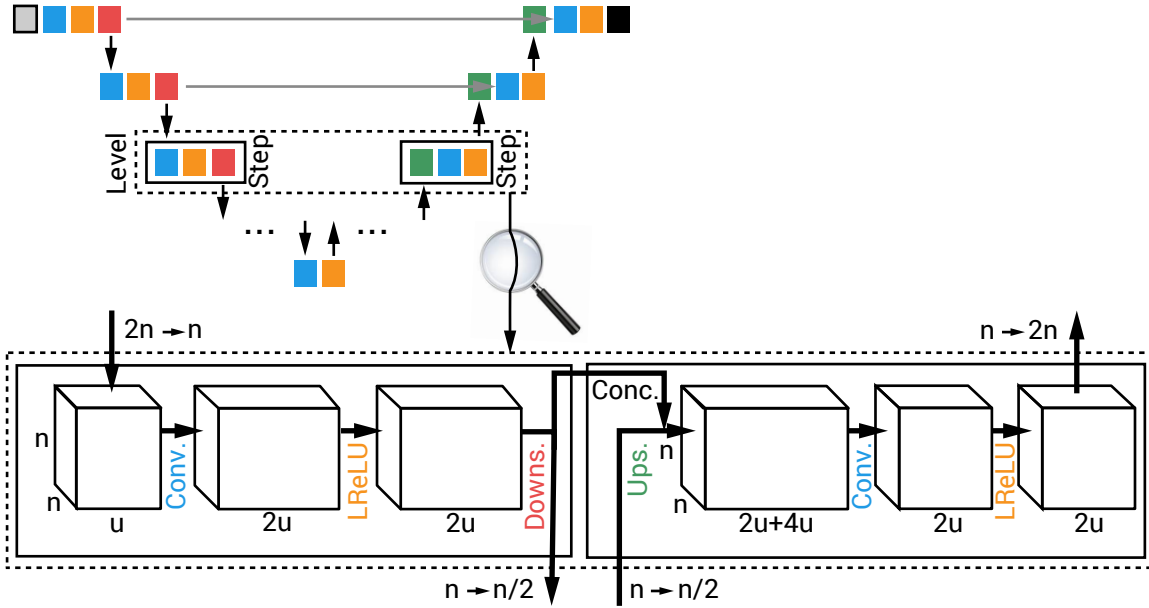 Level
Step
Step
... ...
2n → n
n → 2n
n
n
u
Conv.
2u
LReLU
2u
Downs.
Conc.
Ups.
n
n
2u+4u
Conv.
2u
LReLU
2u
n → n/2
n → n/2